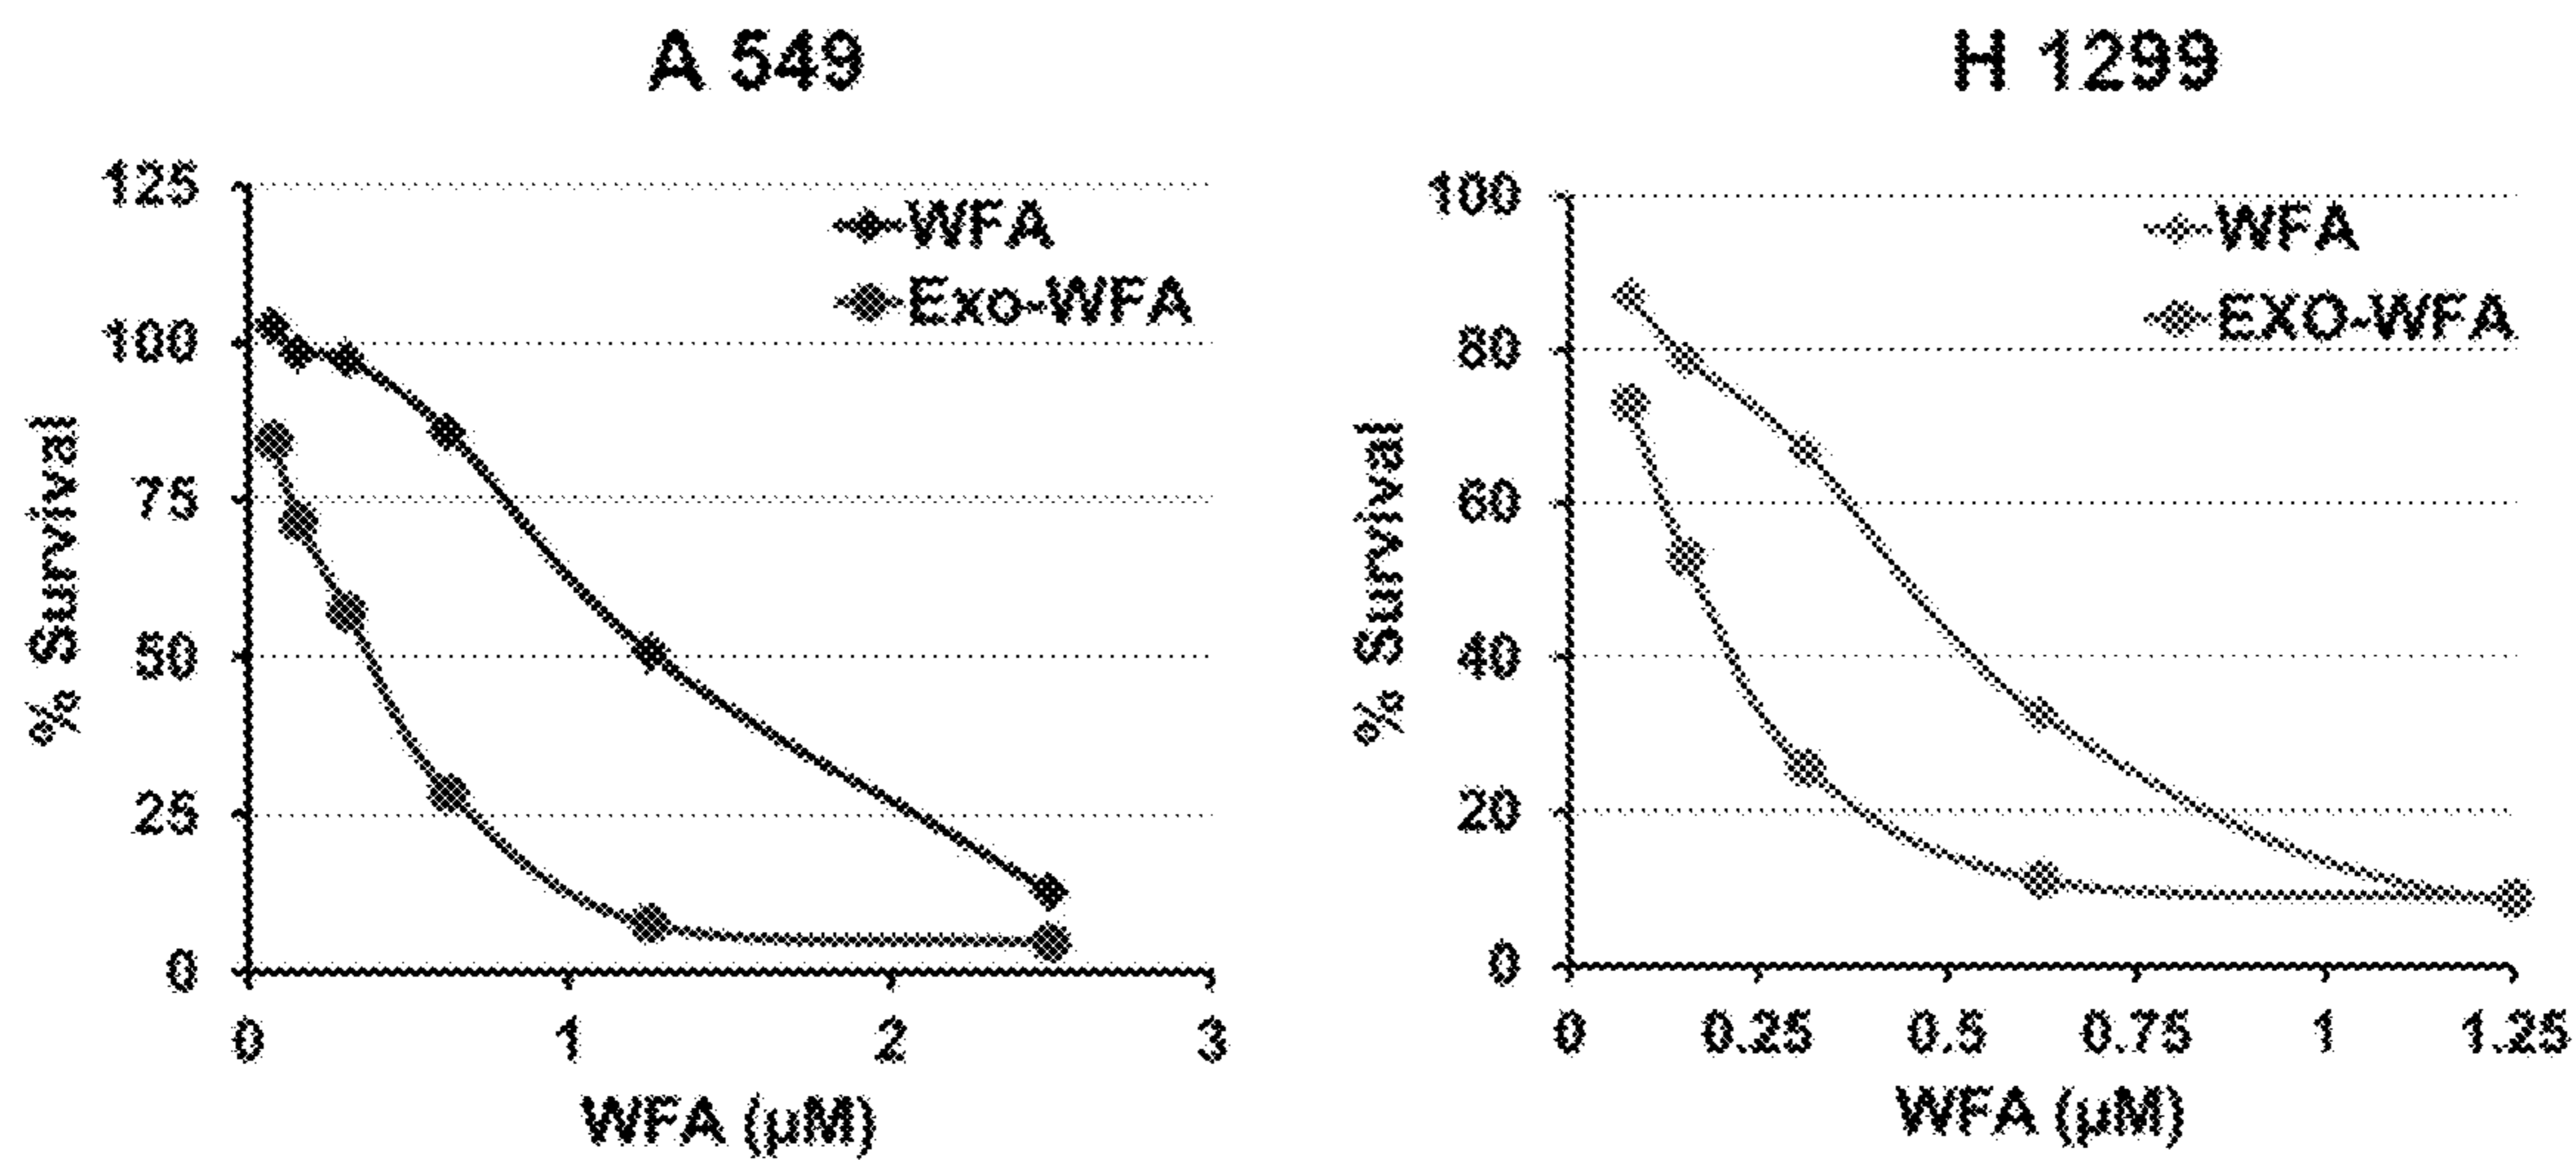 A 549
125
100
75
50
25
0
% Survival
WFA
Exo-WFA
0 1 2 3
WFA (µM)
H 1299
100
80
60
40
20
0
% Survival
WFA
EXO-WFA
0 0.25 0.5 0.75 1 1.25
WFA (µM)